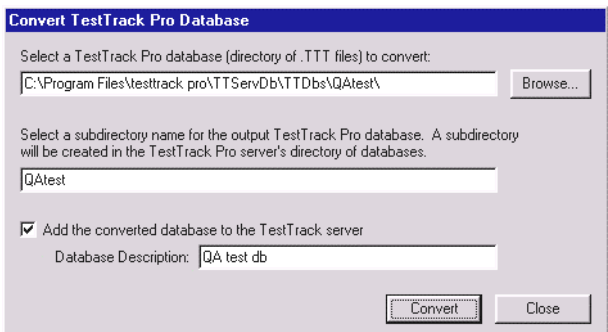 Convert TestTrack Pro Database
Select a TestTrack Pro database (directory of .TTT files) to convert:
C:\Program Files\testtrack pro\TTServDb\TTDbs\QAtest\
Browse...
Select a subdirectory name for the output TestTrack Pro database.  A subdirectory
will be created in the TestTrack Pro server's directory of databases.
QAtest
Add the converted database to the TestTrack server
Database Description: QA test db
Convert Close